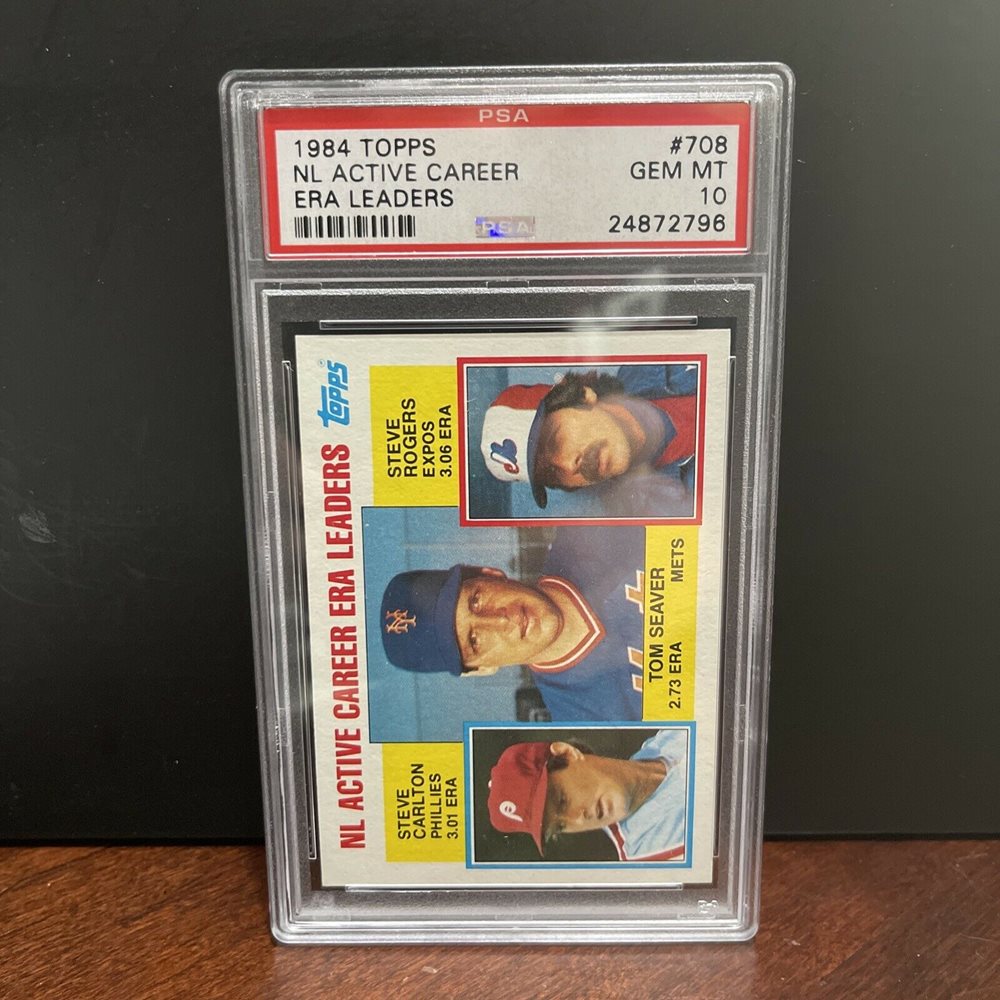 PSA
1984 TOPPS #708
NL ACTIVE CAREER GEM MT
ERA LEADERS 10
PSA 24872796
NL ACTIVE CAREER ERA LEADERS
TOPPS
STEVE
CARLTON
PHILLIES
3.01 ERA
P
STEVE
ROGERS
EXPOS
3.06 ERA
NY
TOM SEAVER
2.73 ERA METS